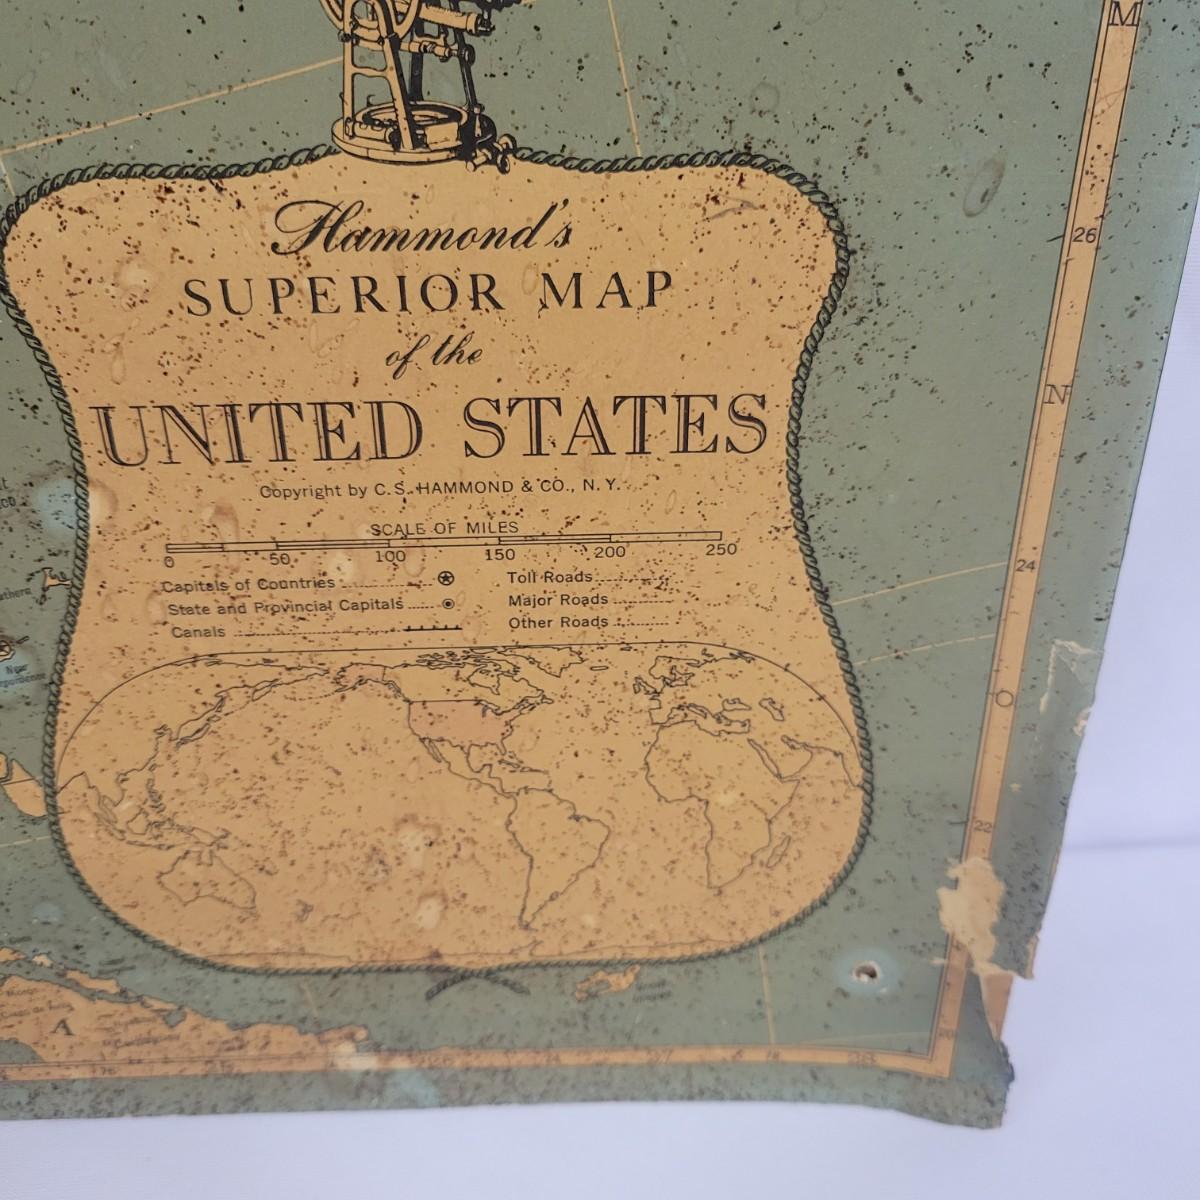 M
26
Hammond's
SUPERIOR MAP
of the
UNITED STATES
N
Copyright by C. S. HAMMOND & CO., N. Y.
SCALE OF MILES
0 50 100 150 200 250
24
Capitals of Countries
Toll Roads
State and Provincial Capitals
Major Roads
Canals
Other Roads
O
22
A
28